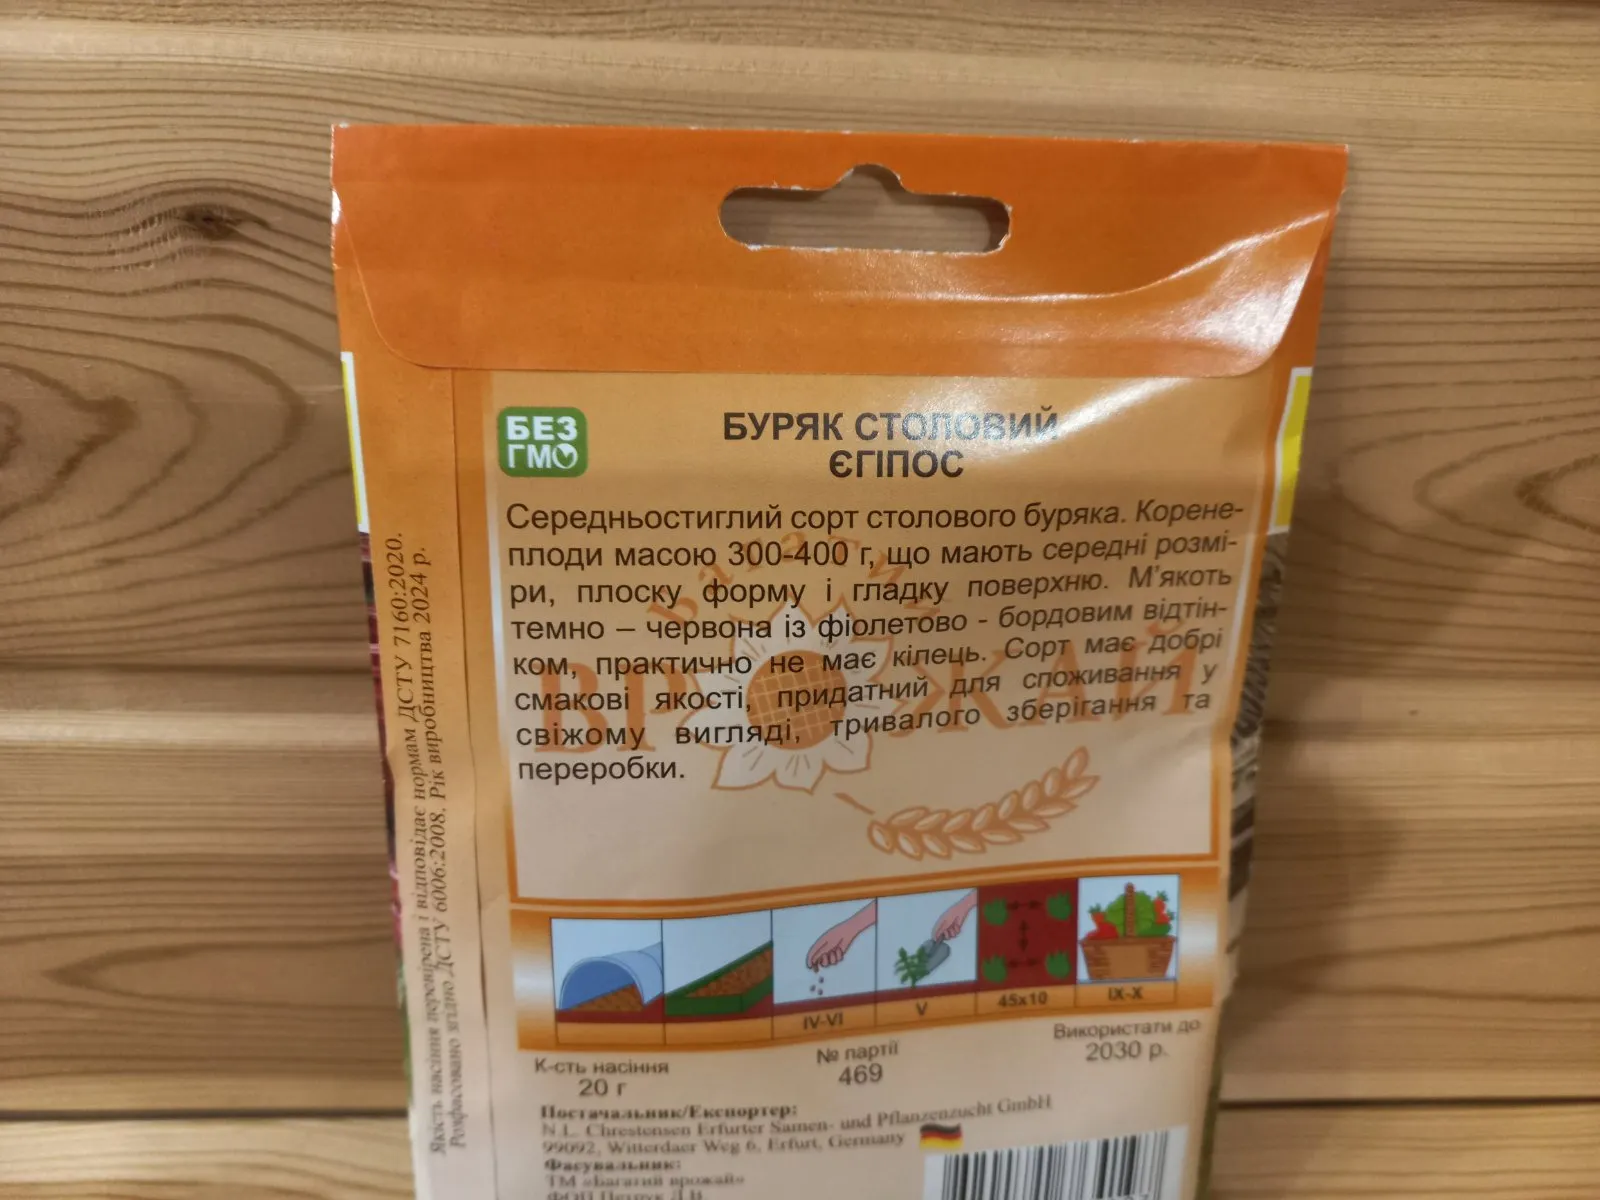 БЕЗ
ГМО
БУРЯК СТОЛОВИЙ
ЄГІПОС
Середньостиглий сорт столового буряка. Корене-
плоди масою 300-400 г, що мають середні розмі-
ри, плоску форму і гладку поверхню. М'якоть
темно – червона із фіолетово - бордовим відтін-
ком, практично не має кілець. Сорт має добрі
смакові якості, придатний для споживання у
свіжому вигляді, тривалого зберігання та
переробки.
Багатий
ВРОЖАЙ
IV-VI
V
45х10
IX-X
К-сть насіння
20 г
№ партії
469
Використати до
2030 р.
Постачальник/Експортер:
N.L. Chrestensen Erfurter Samen- und Pflanzenzucht GmbH
99092, Witterdaer Weg 6, Erfurt, Germany
Фасувальник:
ТМ «Багатий врожай»
ФОП Петрук Л.В.
Якість насіння перевірена і відповідає нормам ДСТУ 7160:2020.
Розфасовано згідно ДСТУ 6006:2008. Рік виробництва 2024 р.